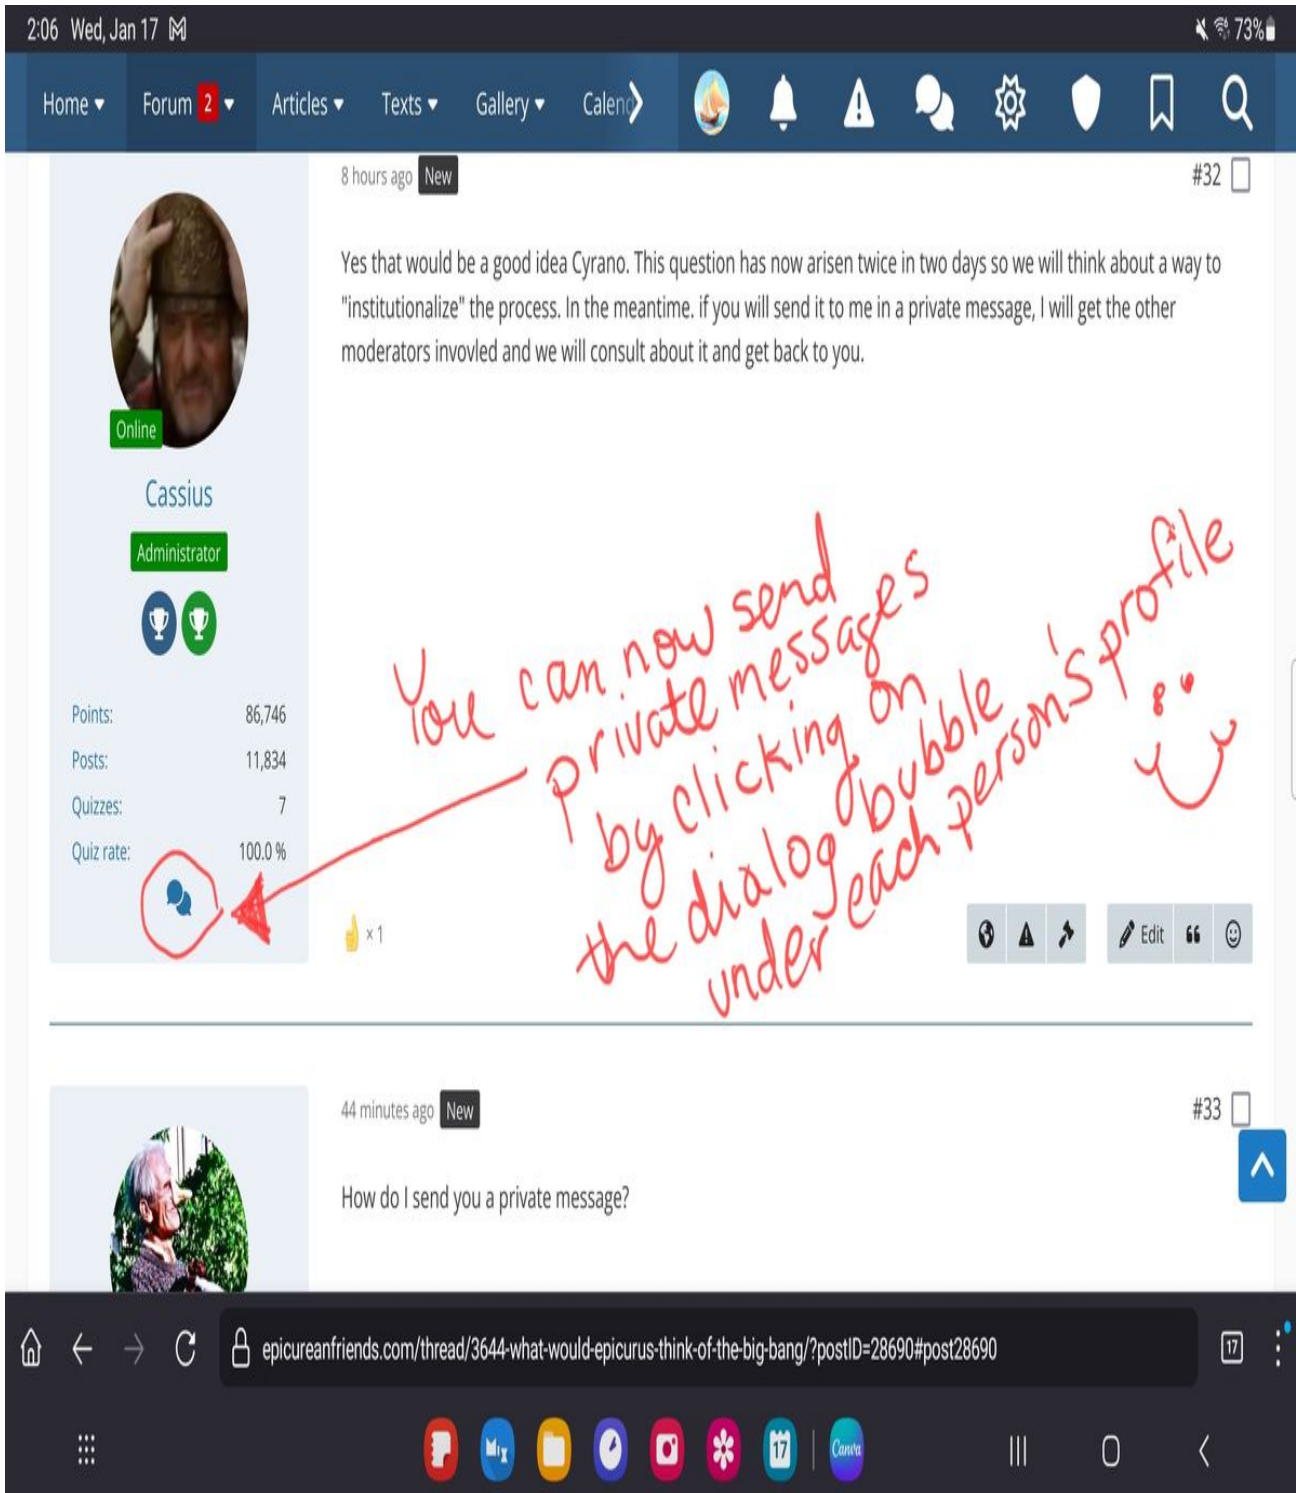 2:06 Wed, Jan 17
73%
Home
Forum 2
Articles
Texts
Gallery
Calend
8 hours ago New
#32
Yes that would be a good idea Cyrano. This question has now arisen twice in two days so we will think about a way to
"institutionalize" the process. In the meantime. if you will send it to me in a private message, I will get the other
moderators invovled and we will consult about it and get back to you.
Online
Cassius
Administrator
Points: 86,746
Posts: 11,834
Quizzes: 7
Quiz rate: 100.0 %
You can now send
private messages
by clicking on
the dialog bubble
under each person's profile
× 1
Edit
44 minutes ago New
#33
How do I send you a private message?
epicureanfriends.com/thread/3644-what-would-epicurus-think-of-the-big-bang/?postID=28690#post28690
17
Mix
17
Canva